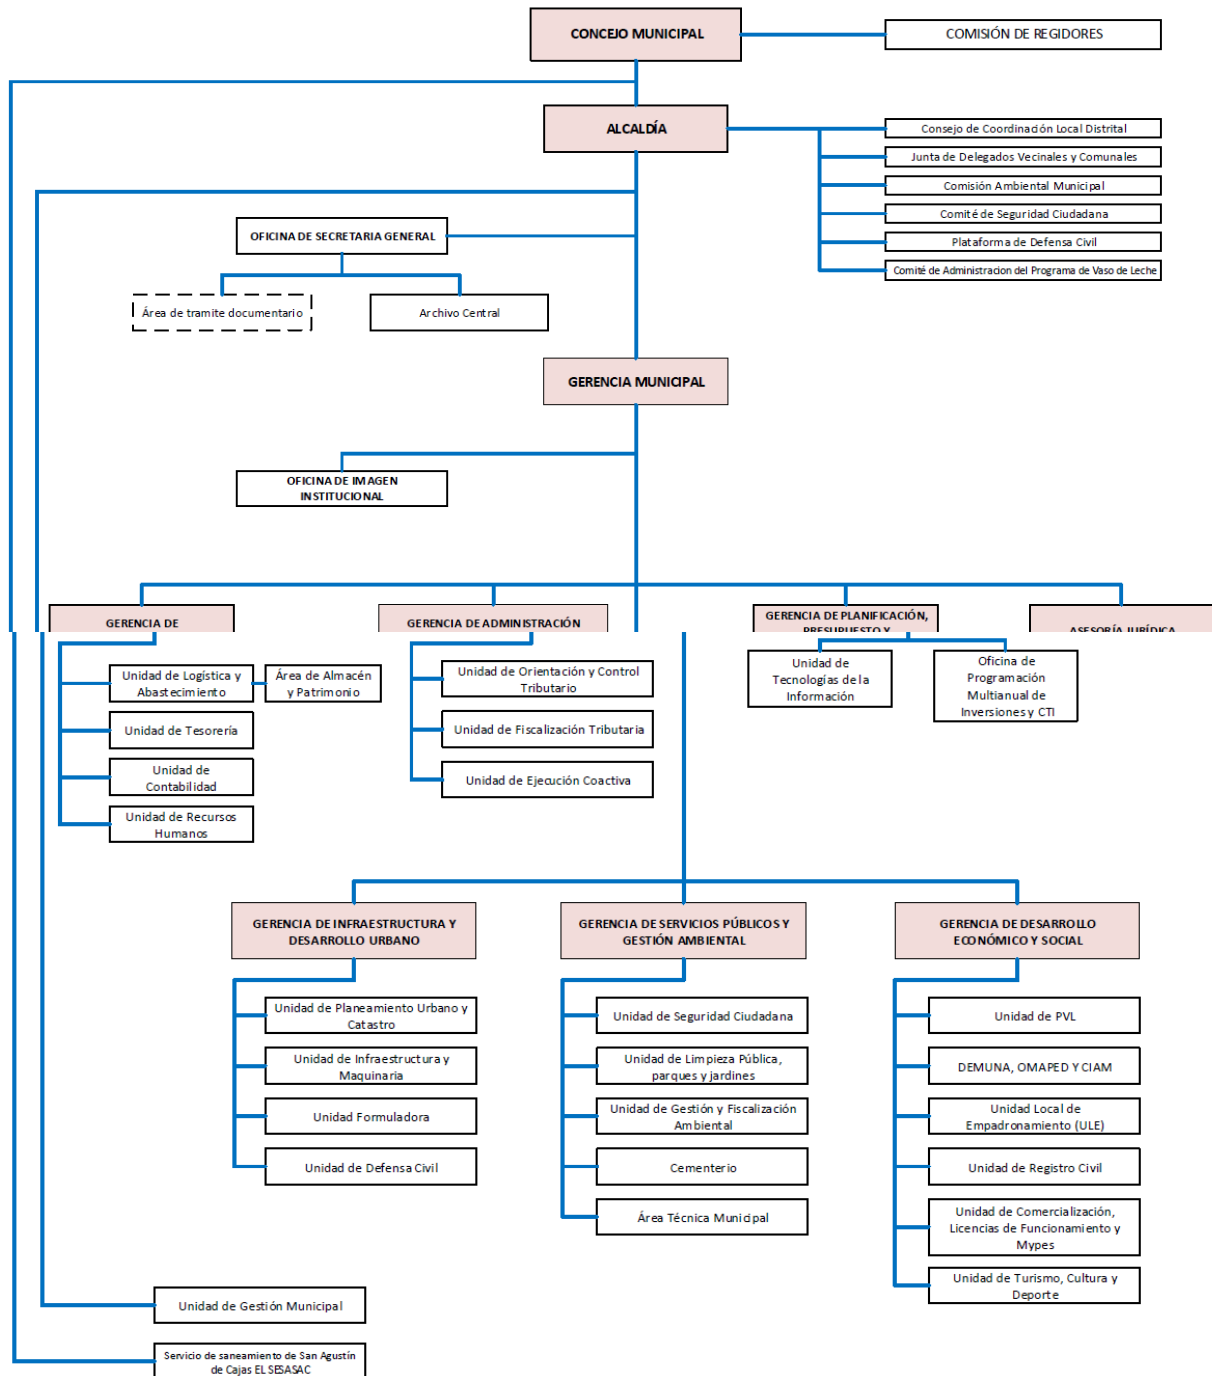 CONCEJO MUNICIPAL
COMISIÓN DE REGIDORES
ALCALDÍA
Consejo de Coordinación Local Distrital
Junta de Delegados Vecinales y Comunales
Comisión Ambiental Municipal
Comité de Seguridad Ciudadana
Plataforma de Defensa Civil
Comité de Administracion del Programa de Vaso de Leche
OFICINA DE SECRETARIA GENERAL
Área de tramite documentario
Archivo Central
GERENCIA MUNICIPAL
OFICINA DE IMAGEN
INSTITUCIONAL
GERENCIA DE
GERENCIA DE ADMINISTRACIÓN
GERENCIA DE PLANIFICACIÓN,
PRESUPUESTO Y
ASESORÍA JURÍDICA
Unidad de Logística y
Abastecimiento
Área de Almacén
y Patrimonio
Unidad de Tesorería
Unidad de
Contabilidad
Unidad de Recursos
Humanos
Unidad de Orientación y Control
Tributario
Unidad de Fiscalización Tributaria
Unidad de Ejecución Coactiva
Unidad de
Tecnologías de la
Información
Oficina de
Programación
Multianual de
Inversiones y CTI
GERENCIA DE INFRAESTRUCTURA Y
DESARROLLO URBANO
Unidad de Planeamiento Urbano y
Catastro
Unidad de Infraestructura y
Maquinaria
Unidad Formuladora
Unidad de Defensa Civil
GERENCIA DE SERVICIOS PÚBLICOS Y
GESTIÓN AMBIENTAL
Unidad de Seguridad Ciudadana
Unidad de Limpieza Pública,
parques y jardines
Unidad de Gestión y Fiscalización
Ambiental
Cementerio
Área Técnica Municipal
GERENCIA DE DESARROLLO
ECONÓMICO Y SOCIAL
Unidad de PVL
DEMUNA, OMAPED Y CIAM
Unidad Local de
Empadronamiento (ULE)
Unidad de Registro Civil
Unidad de Comercialización,
Licencias de Funcionamiento y
Mypes
Unidad de Turismo, Cultura y
Deporte
Unidad de Gestión Municipal
Servicio de saneamiento de San Agustín
de Cajas EL SESASAC